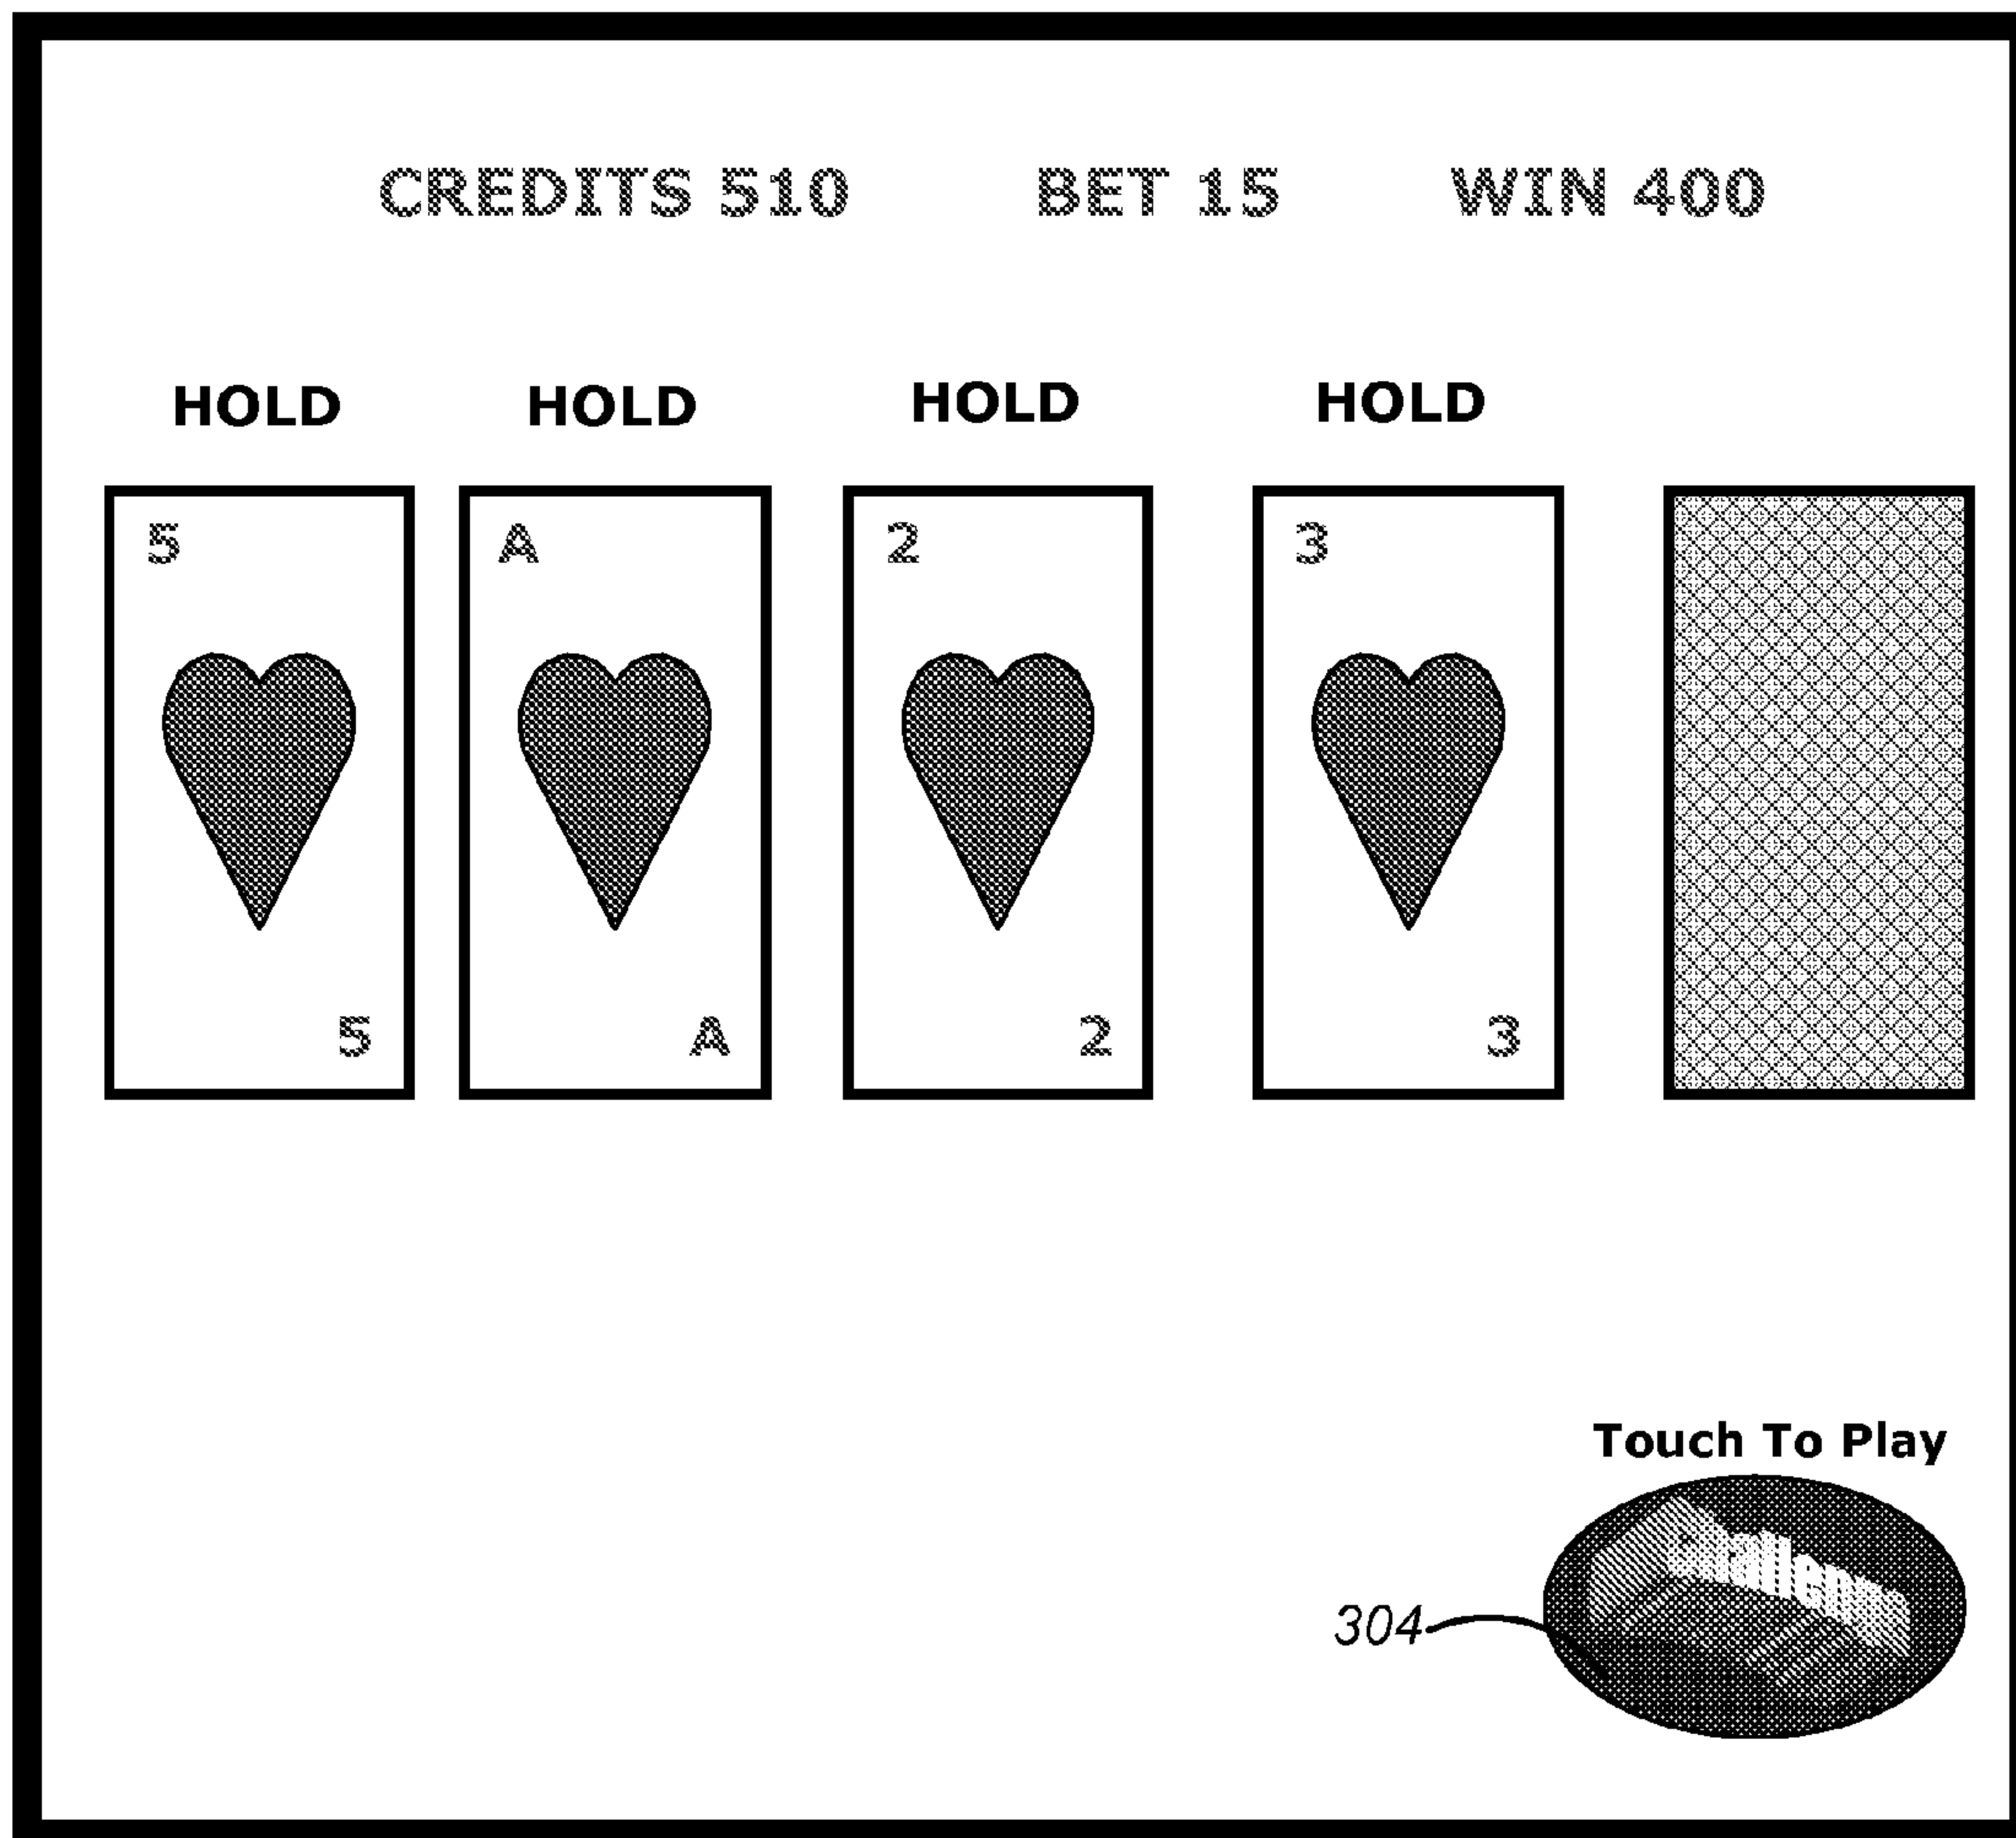 CREDITS 510 BET 15 WIN 400
HOLD HOLD HOLD HOLD
5 A 2 3
5 A 2 3
Touch To Play
304